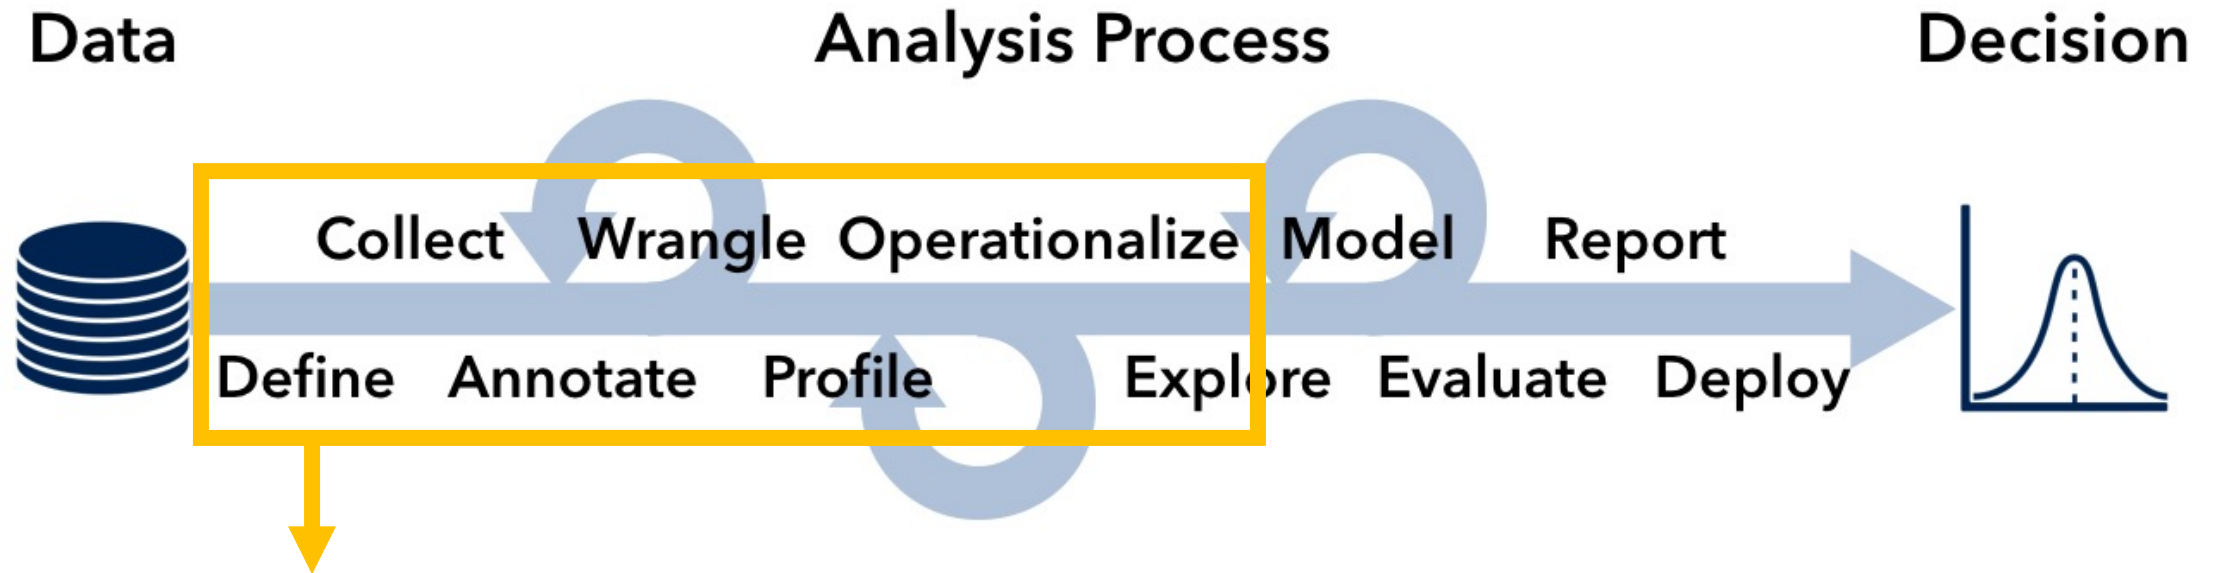 Data Analysis Process Decision
Collect Wrangle Operationalize Model Report
Define Annotate Profile Explore Evaluate Deploy